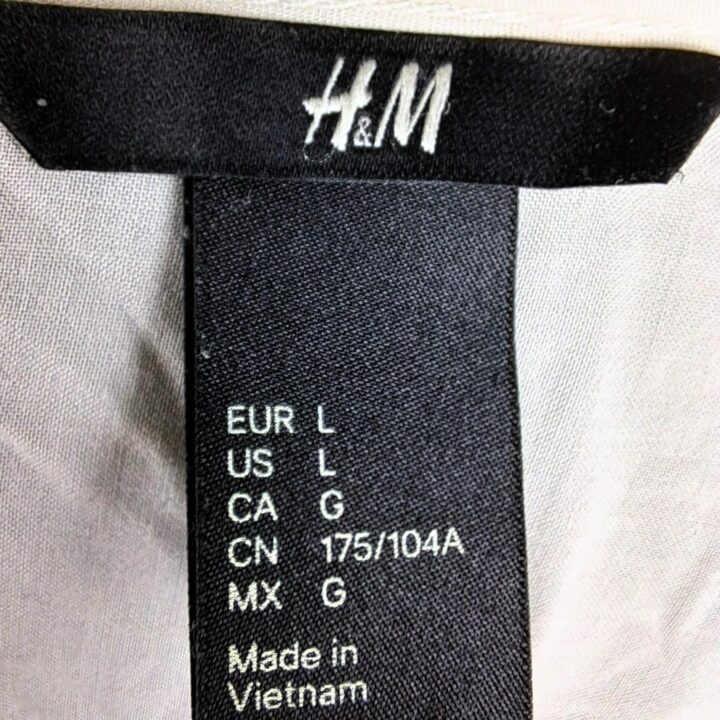 H&M
EUR L
US L
CA G
CN 175/104A
MX G
Made in
Vietnam